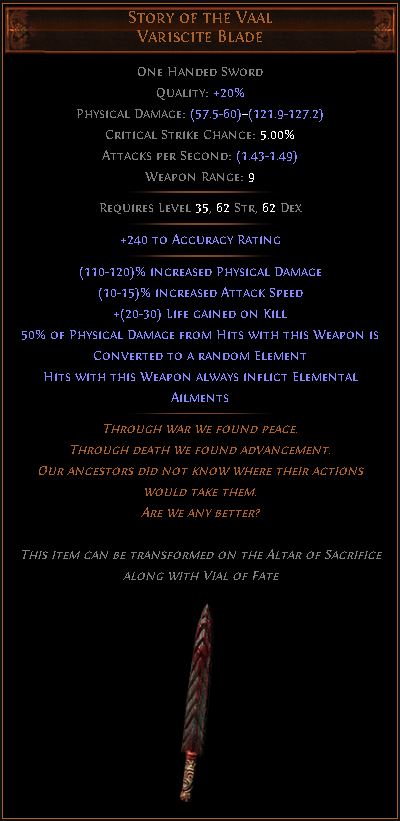 Story of the Vaal
Variscite Blade
One Handed Sword
Quality: +20%
Physical Damage: (57.5-60)–(121.9-127.2)
Critical Strike Chance: 5.00%
Attacks per Second: (1.43-1.49)
Weapon Range: 9
Requires Level 35, 62 Str, 62 Dex
+240 to Accuracy Rating
(110-120)% increased Physical Damage
(10-15)% increased Attack Speed
+(20-30) Life gained on Kill
50% of Physical Damage from Hits with this Weapon is
Converted to a random Element
Hits with this Weapon always inflict Elemental
Ailments
Through war we found peace.
Through death we found advancement.
Our ancestors did not know where their actions
would take them.
Are we any better?
This item can be transformed on the Altar of Sacrifice
along with Vial of Fate